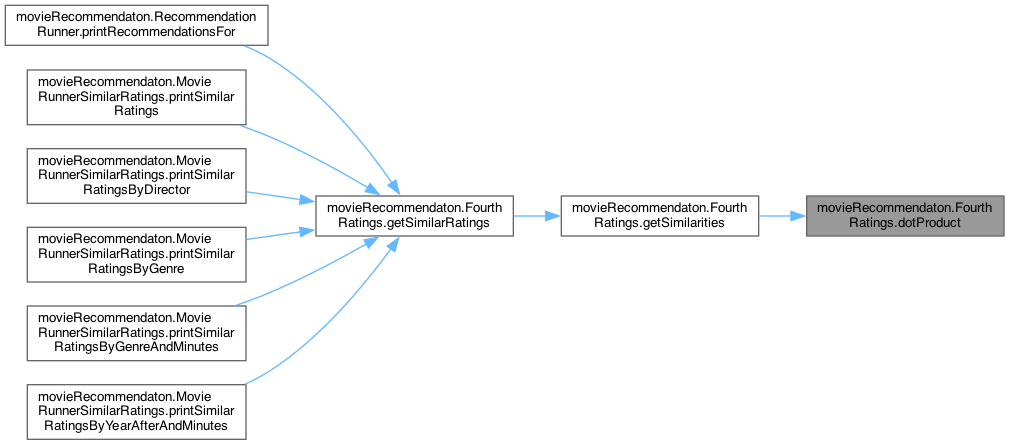 movieRecommendaton.Recommendation
Runner.printRecommendationsFor
movieRecommendaton.Movie
RunnerSimilarRatings.printSimilar
Ratings
movieRecommendaton.Movie
RunnerSimilarRatings.printSimilar
RatingsByDirector
movieRecommendaton.Movie
RunnerSimilarRatings.printSimilar
RatingsByGenre
movieRecommendaton.Movie
RunnerSimilarRatings.printSimilar
RatingsByGenreAndMinutes
movieRecommendaton.Movie
RunnerSimilarRatings.printSimilar
RatingsByYearAfterAndMinutes
movieRecommendaton.Fourth
Ratings.getSimilarRatings
movieRecommendaton.Fourth
Ratings.getSimilarities
movieRecommendaton.Fourth
Ratings.dotProduct